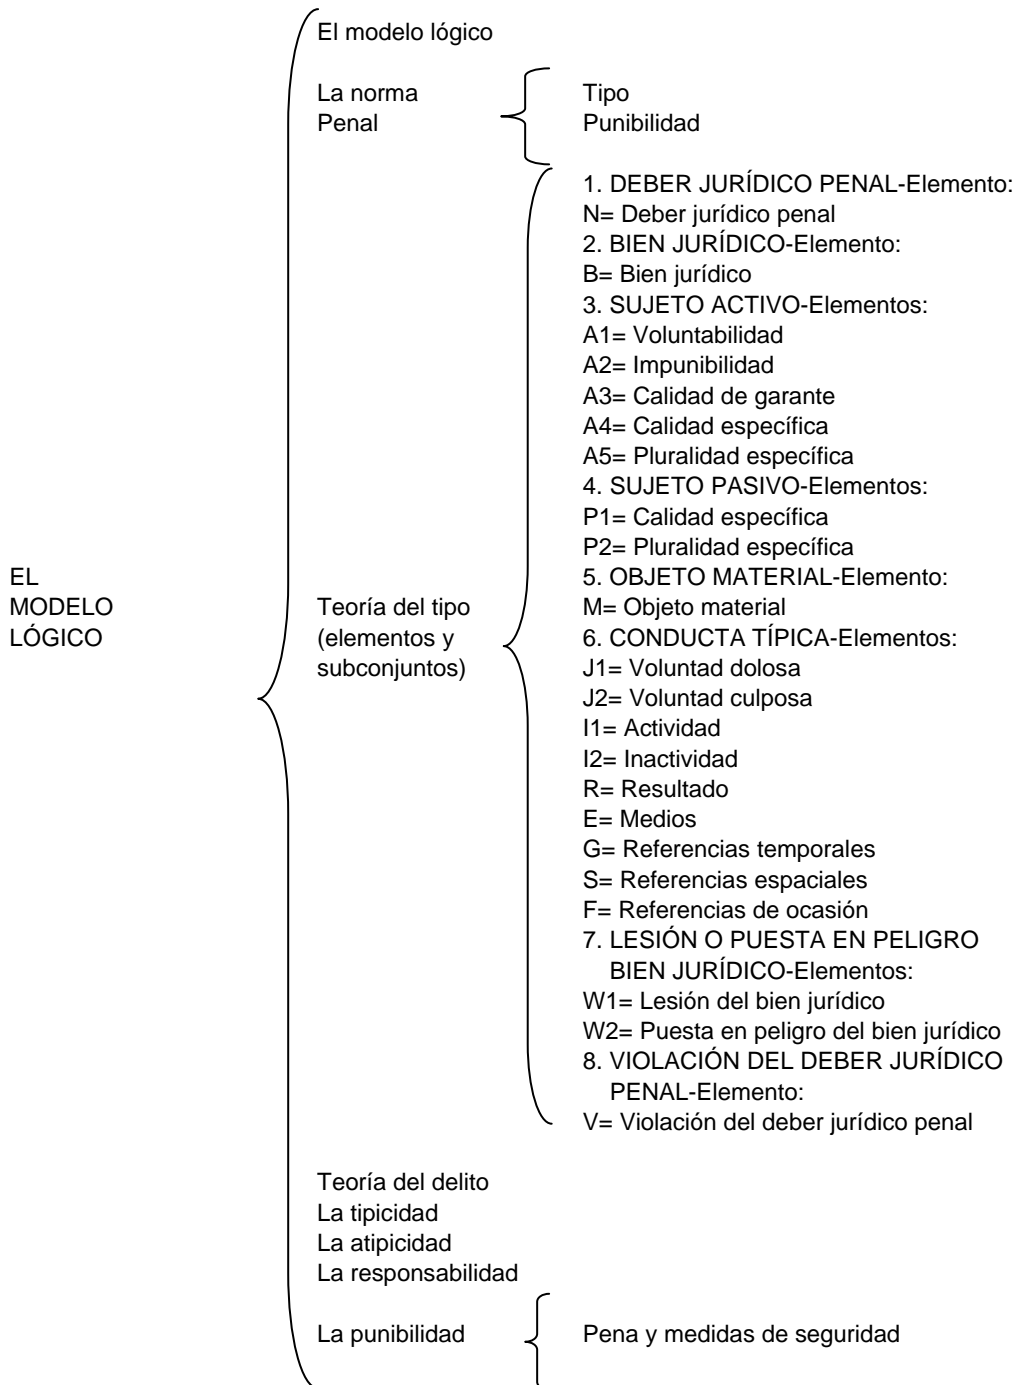 El modelo lógico
La norma
Penal
Tipo
Punibilidad
EL
MODELO
LÓGICO
Teoría del tipo
(elementos y
subconjuntos)
1. DEBER JURÍDICO PENAL-Elemento:
N= Deber jurídico penal
2. BIEN JURÍDICO-Elemento:
B= Bien jurídico
3. SUJETO ACTIVO-Elementos:
A1= Voluntabilidad
A2= Impunibilidad
A3= Calidad de garante
A4= Calidad específica
A5= Pluralidad específica
4. SUJETO PASIVO-Elementos:
P1= Calidad específica
P2= Pluralidad específica
5. OBJETO MATERIAL-Elemento:
M= Objeto material
6. CONDUCTA TÍPICA-Elementos:
J1= Voluntad dolosa
J2= Voluntad culposa
I1= Actividad
I2= Inactividad
R= Resultado
E= Medios
G= Referencias temporales
S= Referencias espaciales
F= Referencias de ocasión
7. LESIÓN O PUESTA EN PELIGRO
BIEN JURÍDICO-Elementos:
W1= Lesión del bien jurídico
W2= Puesta en peligro del bien jurídico
8. VIOLACIÓN DEL DEBER JURÍDICO
PENAL-Elemento:
V= Violación del deber jurídico penal
Teoría del delito
La tipicidad
La atipicidad
La responsabilidad
La punibilidad
Pena y medidas de seguridad